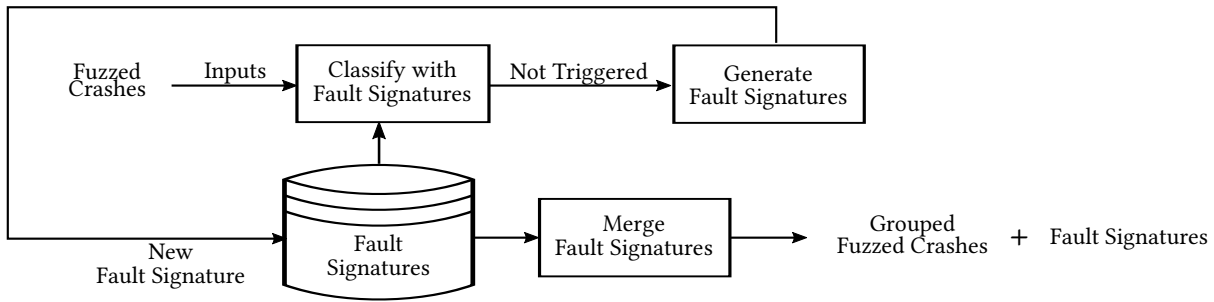 Fuzzed
Crashes
Inputs
Classify with
Fault Signatures
Not Triggered
Generate
Fault Signatures
New
Fault Signature
Fault
Signatures
Merge
Fault Signatures
Grouped
Fuzzed Crashes
+
Fault Signatures